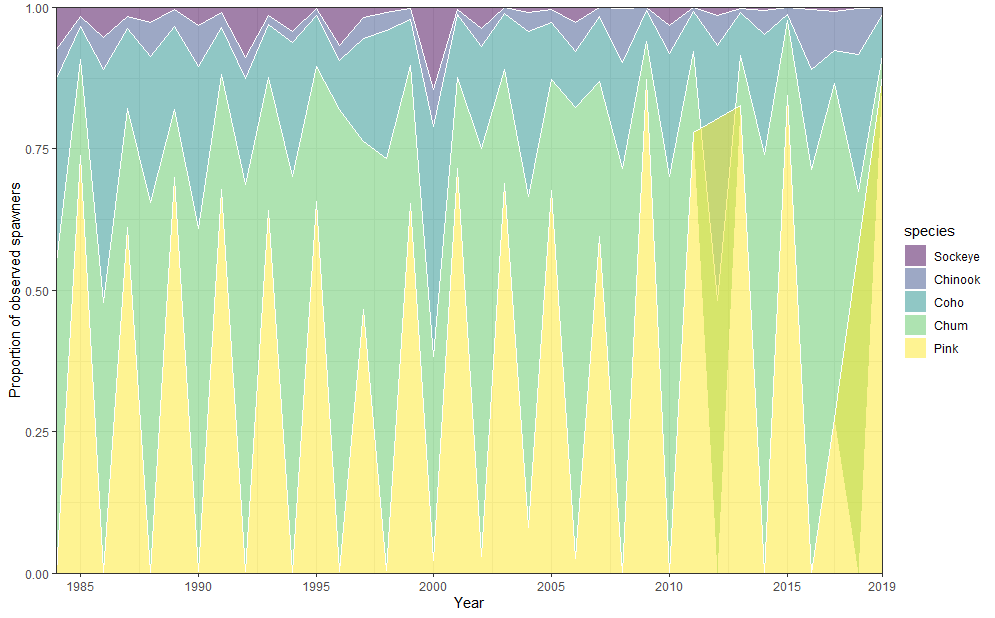 1.00
0.75
0.50
0.25
0.00
Proportion of observed spawners
1985 1990 1995 2000 2005 2010 2015 2019
Year
species
Sockeye
Chinook
Coho
Chum
Pink